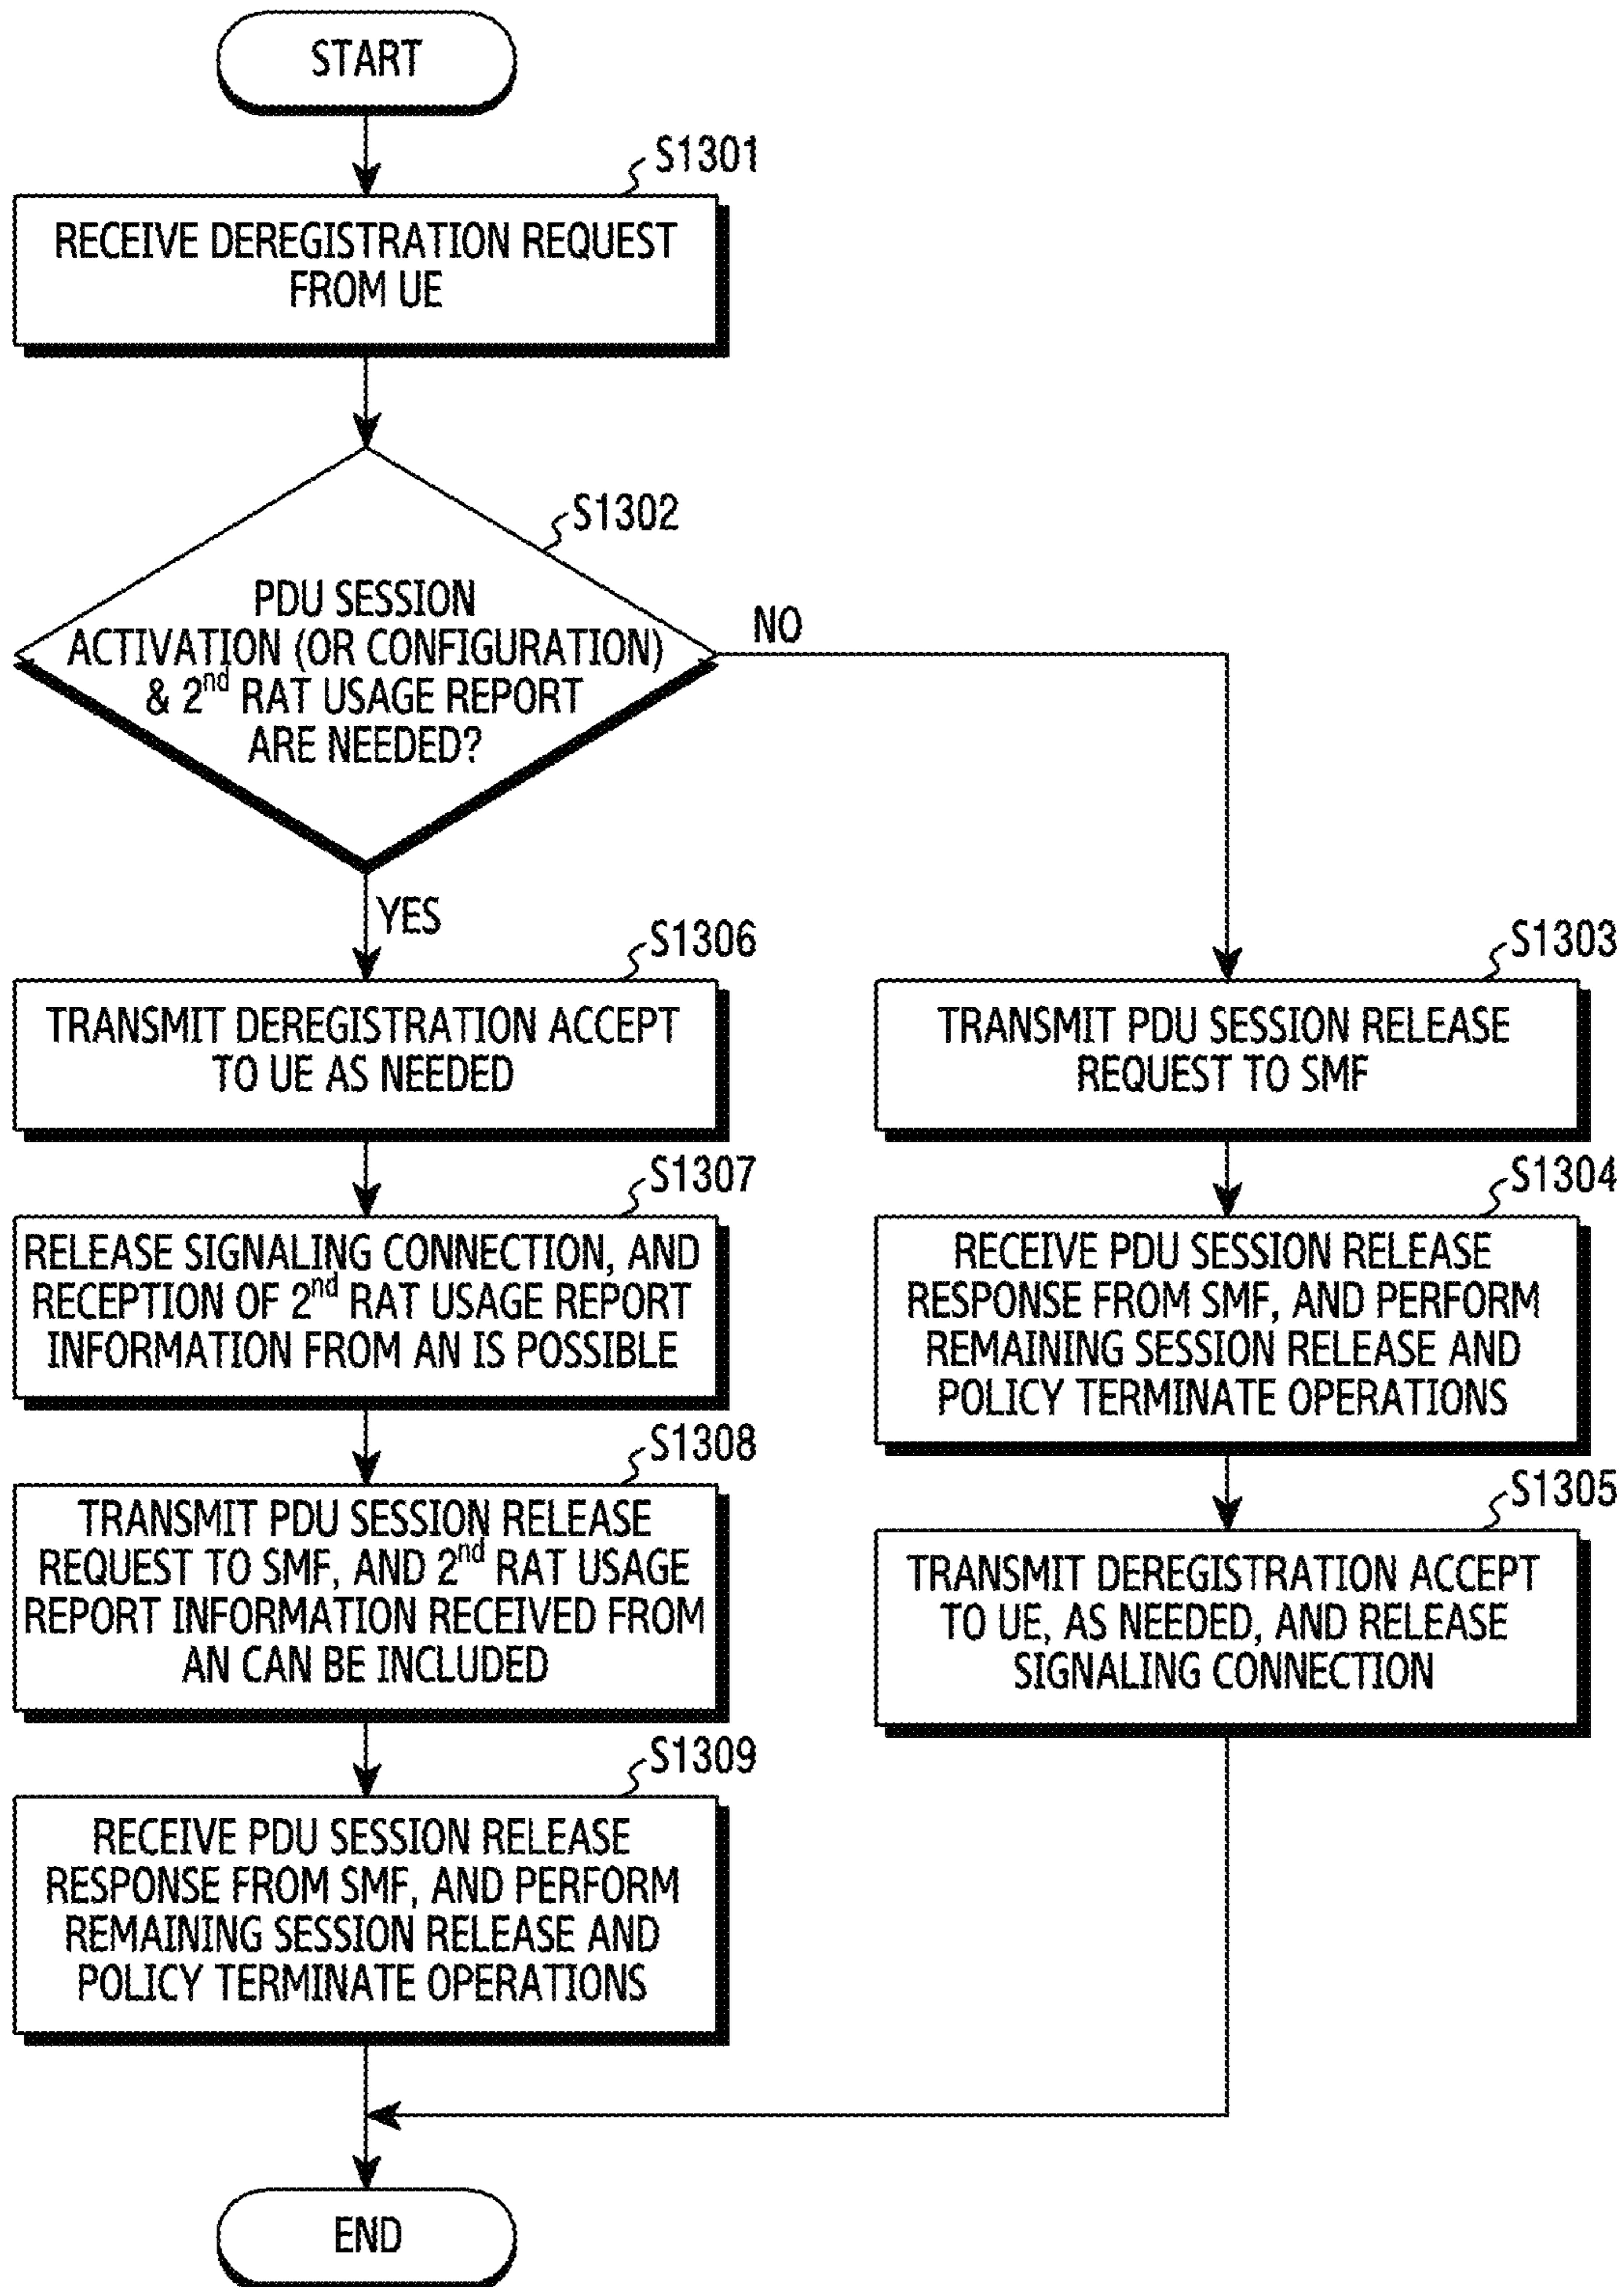 START
S1301
RECEIVE DEREGISTRATION REQUEST
FROM UE
S1302
PDU SESSION
ACTIVATION (OR CONFIGURATION)
& 2nd RAT USAGE REPORT
ARE NEEDED?
NO
YES
S1306
TRANSMIT DEREGISTRATION ACCEPT
TO UE AS NEEDED
S1307
RELEASE SIGNALING CONNECTION, AND
RECEPTION OF 2nd RAT USAGE REPORT
INFORMATION FROM AN IS POSSIBLE
S1308
TRANSMIT PDU SESSION RELEASE
REQUEST TO SMF, AND 2nd RAT USAGE
REPORT INFORMATION RECEIVED FROM
AN CAN BE INCLUDED
S1309
RECEIVE PDU SESSION RELEASE
RESPONSE FROM SMF, AND PERFORM
REMAINING SESSION RELEASE AND
POLICY TERMINATE OPERATIONS
S1303
TRANSMIT PDU SESSION RELEASE
REQUEST TO SMF
S1304
RECEIVE PDU SESSION RELEASE
RESPONSE FROM SMF, AND PERFORM
REMAINING SESSION RELEASE AND
POLICY TERMINATE OPERATIONS
S1305
TRANSMIT DEREGISTRATION ACCEPT
TO UE, AS NEEDED, AND RELEASE
SIGNALING CONNECTION
END